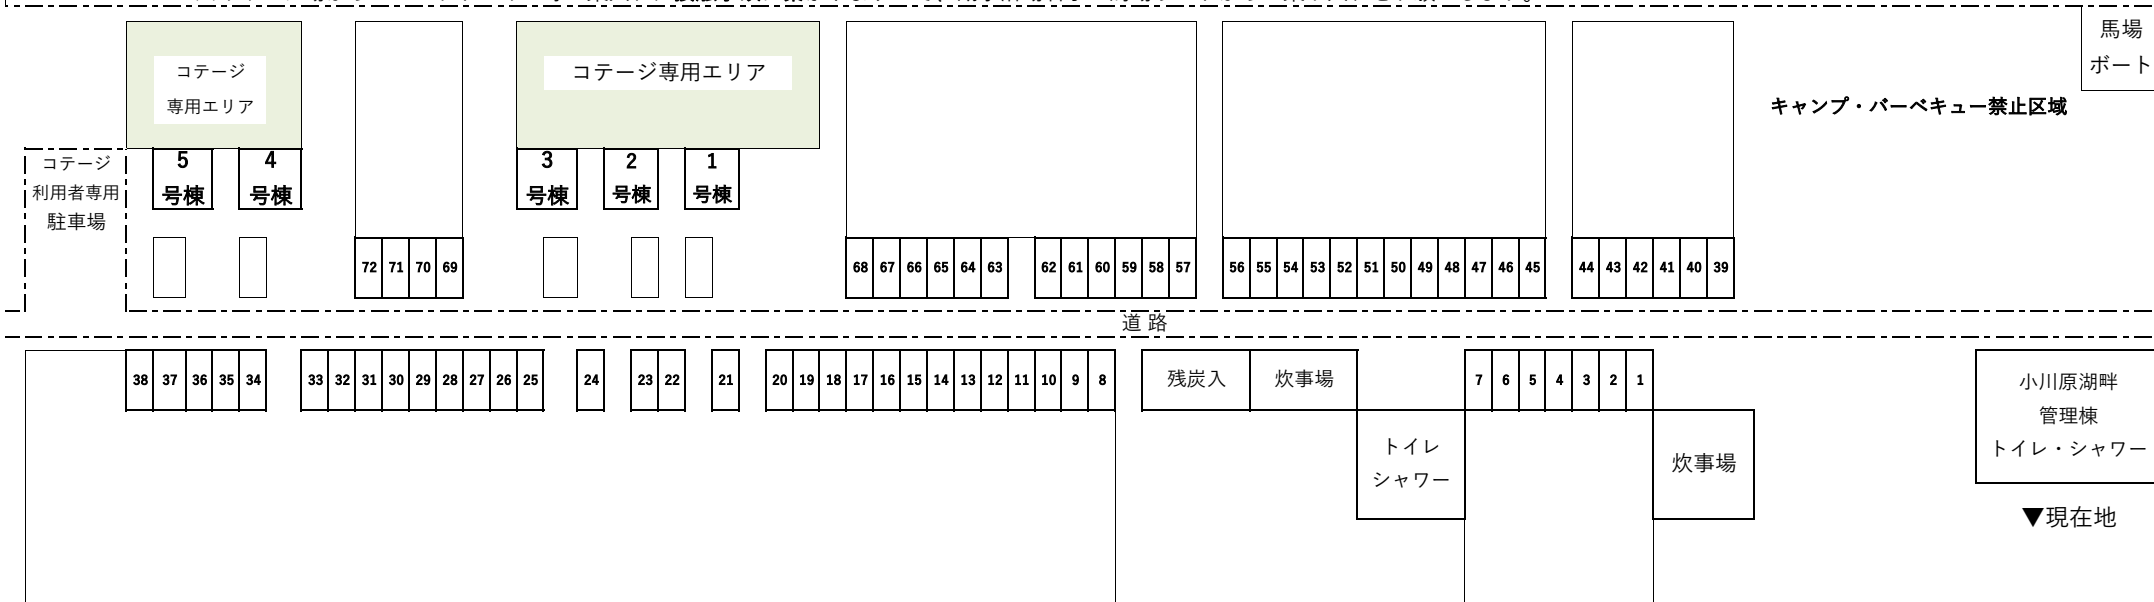 馬場
ボート
コテージ
専用エリア
コテージ専用エリア
キャンプ・バーベキュー禁止区域
コテージ
利用者専用
駐車場
5
号棟
4
号棟
3
号棟
2
号棟
1
号棟
72 71 70 69
68 67 66 65 64 63
62 61 60 59 58 57
56 55 54 53 52 51 50 49 48 47 46 45
44 43 42 41 40 39
道 路
38 37 36 35 34
33 32 31 30 29 28 27 26 25
24
23 22
21
20 19 18 17 16 15 14 13 12 11 10 9 8
残炭入
炊事場
7 6 5 4 3 2 1
トイレ
シャワー
炊事場
小川原湖畔
管理棟
トイレ・シャワー
▼現在地